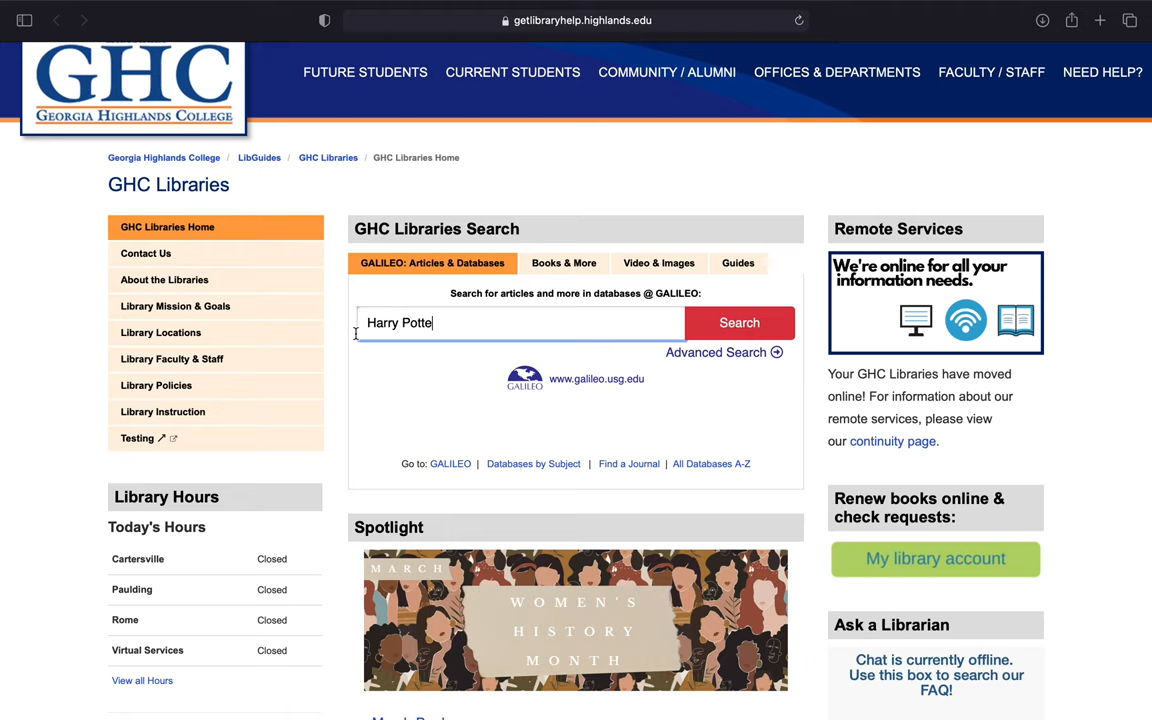 getlibraryhelp.highlands.edu
GHC
GEORGIA HIGHLANDS COLLEGE
FUTURE STUDENTS CURRENT STUDENTS COMMUNITY / ALUMNI OFFICES & DEPARTMENTS FACULTY / STAFF NEED HELP?
Georgia Highlands College / LibGuides / GHC Libraries / GHC Libraries Home
GHC Libraries
GHC Libraries Home
Contact Us
About the Libraries
Library Mission & Goals
Library Locations
Library Faculty & Staff
Library Policies
Library Instruction
Testing
Library Hours
Today's Hours
Cartersville Closed
Paulding Closed
Rome Closed
Virtual Services Closed
View all Hours
GHC Libraries Search
GALILEO: Articles & Databases Books & More Video & Images Guides
Search for articles and more in databases @ GALILEO:
Harry Potte Search
Advanced Search
GALILEO www.galileo.usg.edu
Go to: GALILEO | Databases by Subject | Find a Journal | All Databases A-Z
Spotlight
MARCH
WOMEN'S
HISTORY
MONTH
Remote Services
We're online for all your
information needs.
Your GHC Libraries have moved
online! For information about our
remote services, please view
our continuity page.
Renew books online &
check requests:
My library account
Ask a Librarian
Chat is currently offline.
Use this box to search our
FAQ!